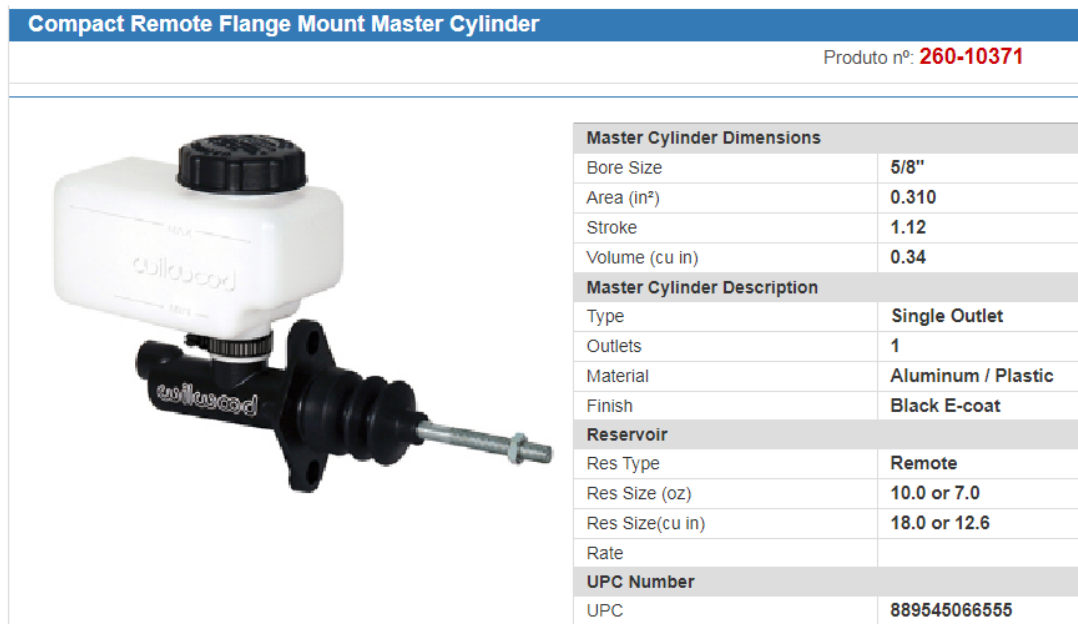 Compact Remote Flange Mount Master Cylinder
Produto nº: 260-10371
MAX
wilwood
MIN
wilwood
Master Cylinder Dimensions
Bore Size 5/8"
Area (in²) 0.310
Stroke 1.12
Volume (cu in) 0.34
Master Cylinder Description
Type Single Outlet
Outlets 1
Material Aluminum / Plastic
Finish Black E-coat
Reservoir
Res Type Remote
Res Size (oz) 10.0 or 7.0
Res Size(cu in) 18.0 or 12.6
Rate
UPC Number
UPC 889545066555